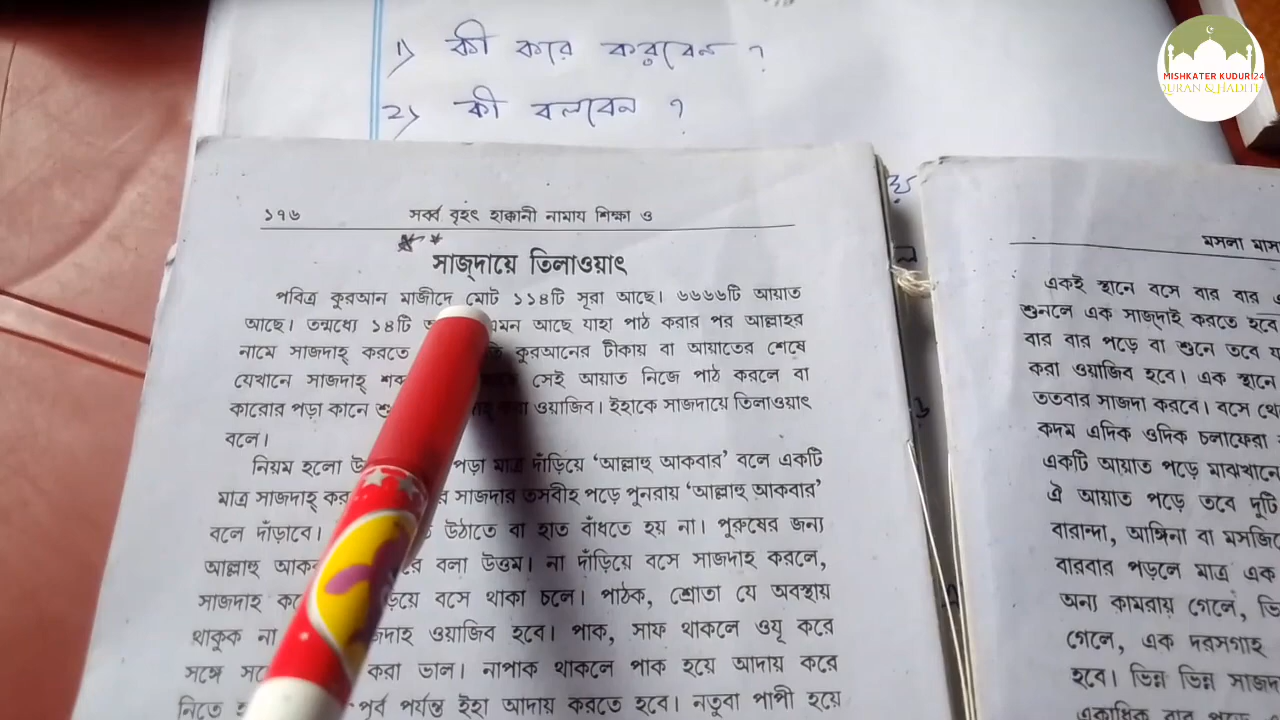 ১) কী করে করবেন ?
২) কী বলবেন ?
MISHKATER KUDURI24
QURAN & HADITH
১৭৬ সর্ব্ব বৃহৎ হাক্কানী নামায শিক্ষা ও
সাজ্দায়ে তিলাওয়াৎ
পবিত্র কুরআন মাজীদে মোট ১১৪টি সূরা আছে। ৬৬৬৬টি আয়াত
আছে। তন্মধ্যে ১৪টি এমন আছে যাহা পাঠ করার পর আল্লাহর
নামে সাজদাহ্ করতে কুরআনের টীকায় বা আয়াতের শেষে
যেখানে সাজদাহ্ সেই আয়াত নিজে পাঠ করলে বা
কারোর পড়া কানে ওয়াজিব। ইহাকে সাজদায়ে তিলাওয়াৎ
বলে।
নিয়ম হলো পড়া মাত্র দাঁড়িয়ে ‘আল্লাহু আকবার’ বলে একটি
মাত্র সাজদাহ্ সাজদার তসবীহ পড়ে পুনরায় ‘আল্লাহু আকবার’
বলে দাঁড়াবে। উঠাতে বা হাত বাঁধতে হয় না। পুরুষের জন্য
আল্লাহু বলা উত্তম। না দাঁড়িয়ে বসে সাজদাহ করলে,
সাজদাহ বসে থাকা চলে। পাঠক, শ্রোতা যে অবস্থায়
থাকুক না ওয়াজিব হবে। পাক, সাফ থাকলে ওযূ করে
সঙ্গে করা ভাল। নাপাক থাকলে পাক হয়ে আদায় করে
নিতে পর্যন্ত ইহা আদায় করতে হবে। নতুবা পাপী হয়ে
মসলা
একই স্থানে বসে বার বার
শুনলে এক সাজদাই করতে হবে
বার বার পড়ে বা শুনে তবে
করা ওয়াজিব হবে। এক স্থানে
ততবার সাজদা করবে। বসে
কদম এদিক ওদিক চলাফেরা
একটি আয়াত পড়ে মাঝখানে
ঐ আয়াত পড়ে তবে দুটি
বারান্দা, আঙ্গিনা বা
বারবার পড়লে মাত্র এক
অন্য কামরায় গেলে,
গেলে, এক দরসগাহ
হবে। ভিন্ন ভিন্ন
একাধিক বার